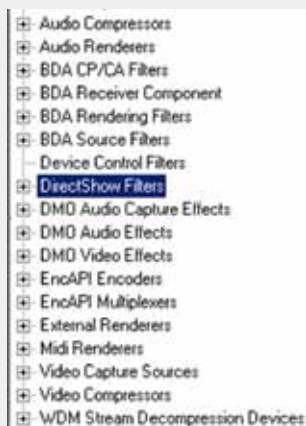 Audio Compressors
Audio Renderers
BDA CP/CA Filters
BDA Receiver Component
BDA Rendering Filters
BDA Source Filters
Device Control Filters
DirectShow Filters
DMO Audio Capture Effects
DMO Audio Effects
DMO Video Effects
EncAPI Encoders
EncAPI Multiplexers
External Renderers
Midi Renderers
Video Capture Sources
Video Compressors
WDM Stream Decompression Devices